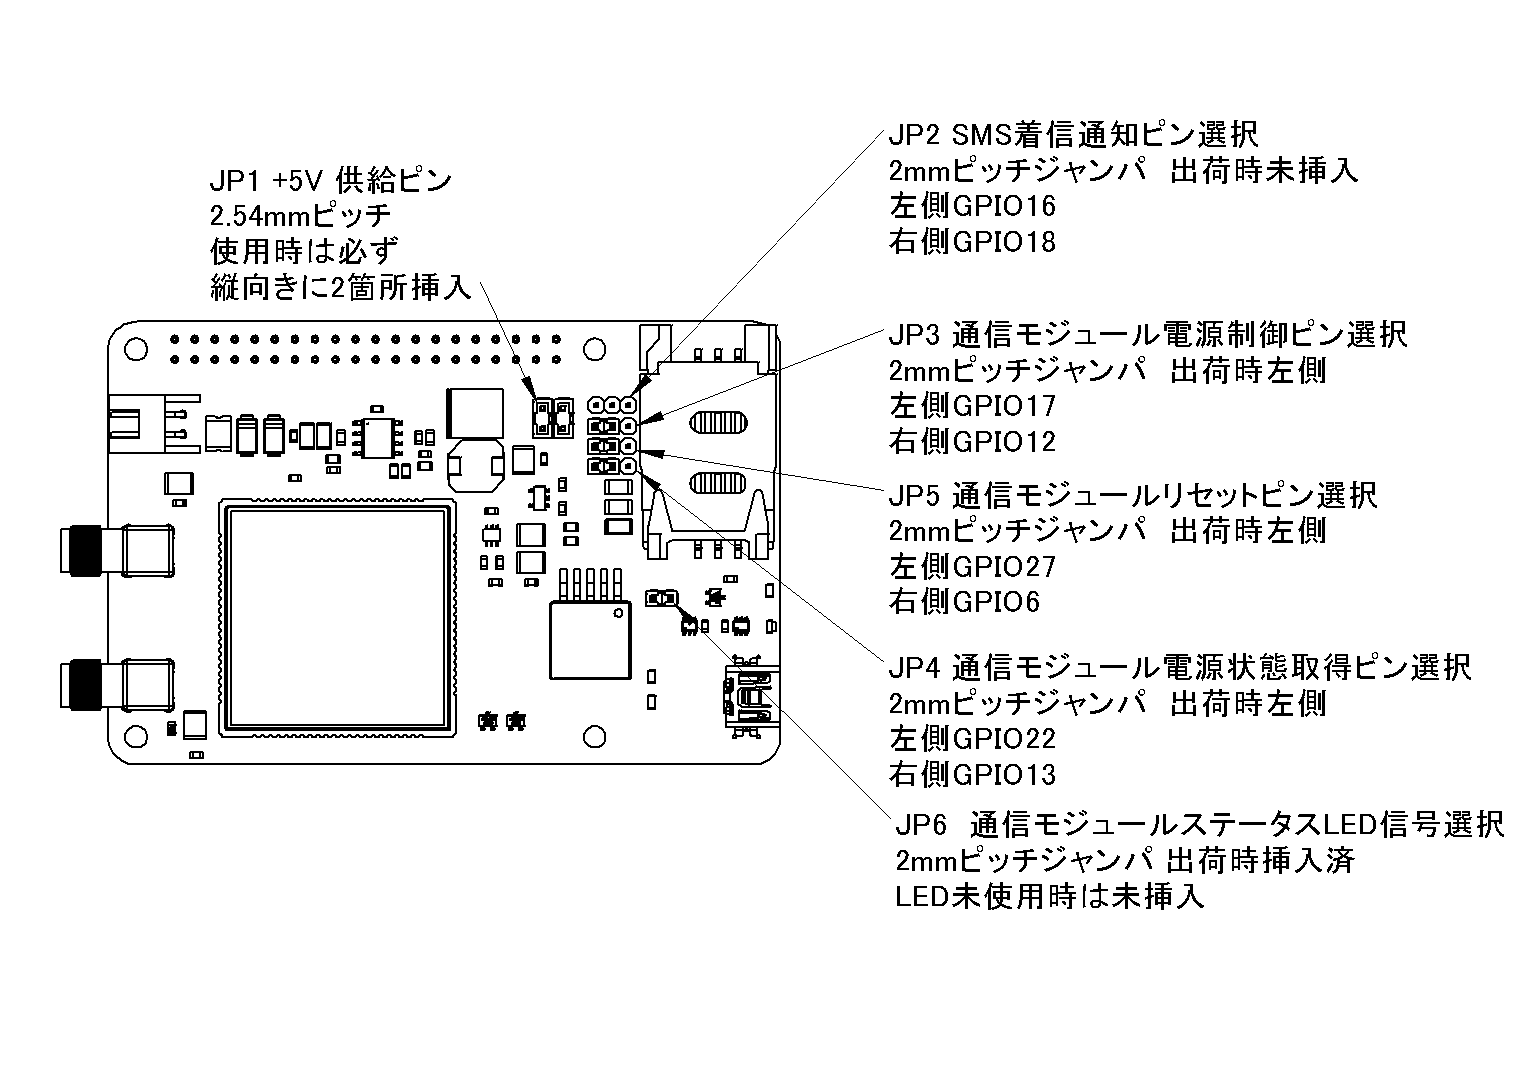 JP1 +5V 供給ピン
2.54mmピッチ
使用時は必ず
縦向きに2箇所挿入
JP2 SMS着信通知ピン選択
2mmピッチジャンパ　出荷時未挿入
左側GPIO16
右側GPIO18
JP3 通信モジュール電源制御ピン選択
2mmピッチジャンパ　出荷時左側
左側GPIO17
右側GPIO12
JP5 通信モジュールリセットピン選択
2mmピッチジャンパ　出荷時左側
左側GPIO27
右側GPIO6
JP4 通信モジュール電源状態取得ピン選択
2mmピッチジャンパ　出荷時左側
左側GPIO22
右側GPIO13
JP6　通信モジュールステータスLED信号選択
2mmピッチジャンパ 出荷時挿入済
LED未使用時は未挿入